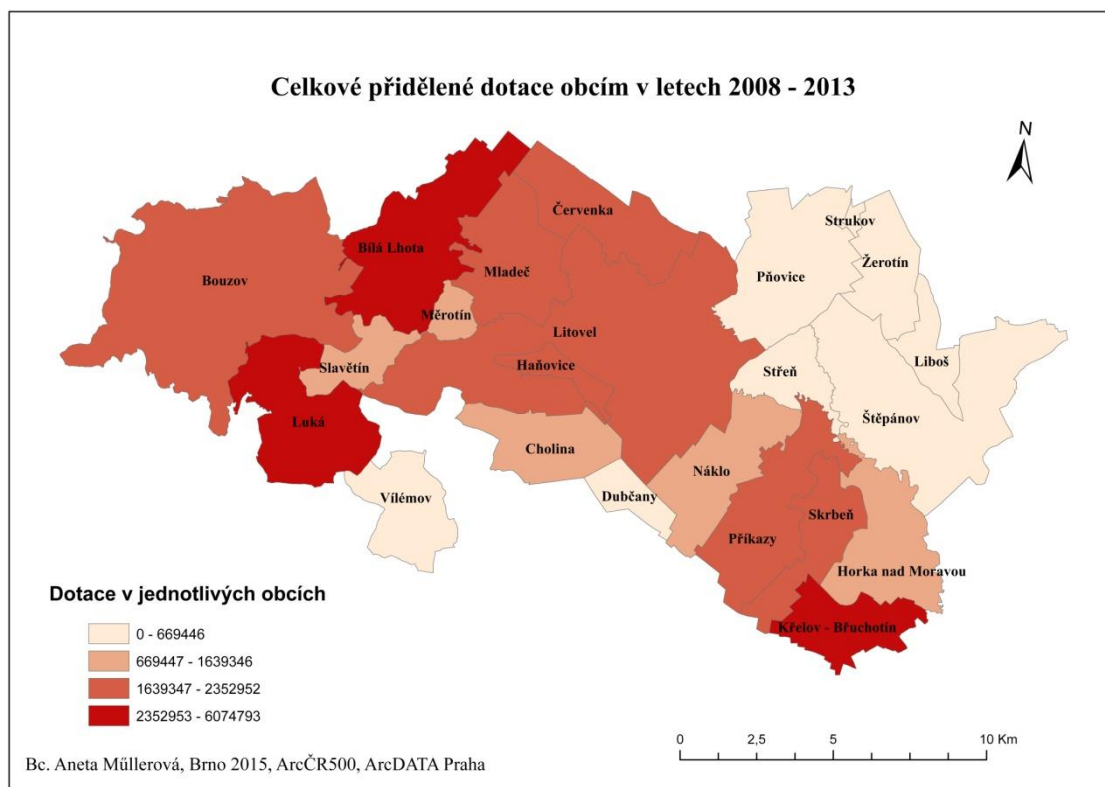 Celkové přidělené dotace obcím v letech 2008 - 2013
N
Strukov
Červenka
Bílá Lhota
Žerotín
Mladeč
Pňovice
Bouzov
Měrotín
Litovel
Haňovice
Liboš
Slavětín
Střeň
Štěpánov
Luká
Cholina
Náklo
Vílémov
Dubčany
Skrbeň
Příkazy
Horka nad Moravou
Křelov - Břuchotín
Dotace v jednotlivých obcích
0 - 669446
669447 - 1639346
1639347 - 2352952
2352953 - 6074793
0 2,5 5 10 Km
Bc. Aneta Műllerová, Brno 2015, ArcČR500, ArcDATA Praha